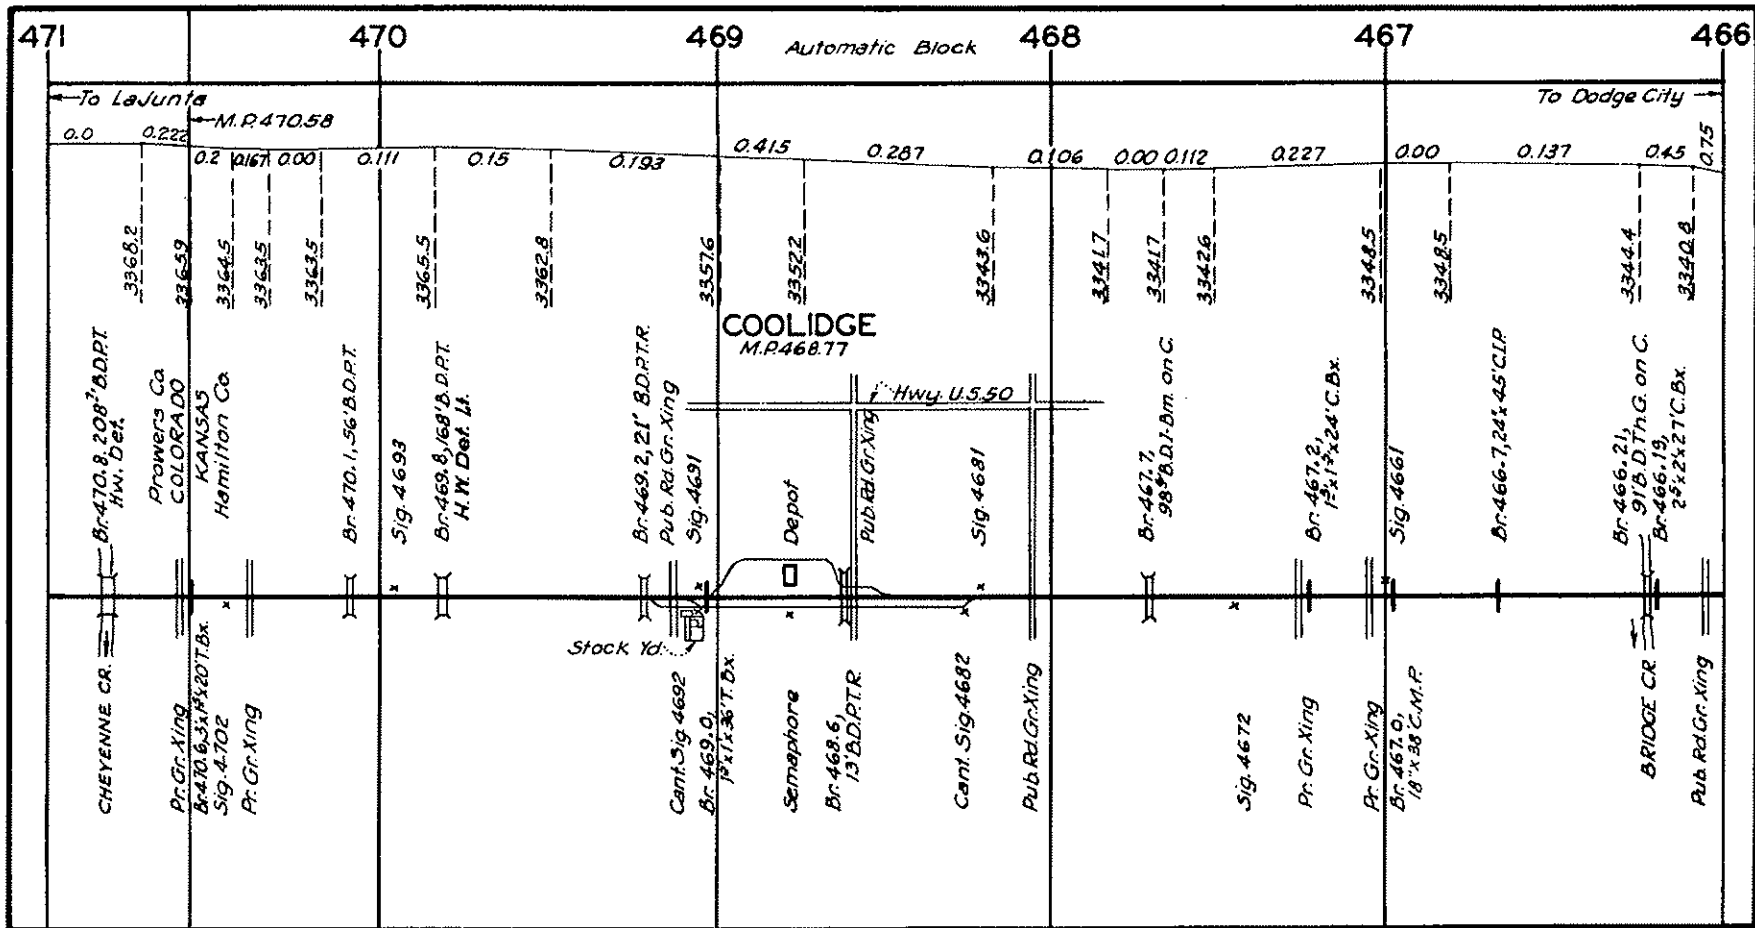 471 470 469 468 467 466
Automatic Block
To LaJunta
To Dodge City
M.P. 470.58
0.0 0.222 0.2 0.167 0.00 0.111 0.15 0.193 0.415 0.287 0.106 0.00 0.112 0.227 0.00 0.137 0.45 0.75
3368.2
3365.9
3364.5
3363.5
3363.5
3365.5
3362.8
3357.6
3352.2
3343.6
3341.7
3341.7
3342.6
3348.5
3348.5
3344.4
3340.8
COOLIDGE
M.P. 468.77
Hwy. U.S. 50
Br. 470.8, 208' B.D.P.T.
Hw. Det.
Powers Co.
COLORADO
KANSAS
Hamilton Co.
Br. 470.1, 56' B.D.P.T.
Sig. 4693
Br. 469.8, 168' B.D.P.T.
H.W. Det. Lt.
Br. 469.2, 21' B.D.P.T.R.
Pub. Rd. Gr. Xing
Sig. 4691
Depot
Pub. Rd. Gr. Xing
Sig. 4681
Br. 467.7,
B.D.I-Bm. on C.
Br. 467.2,
24' C. Bx.
Sig. 4661
Br. 466.7, 24" x 45' C.I.P.
Br. 466.21,
91' B.D.Th.G. on C.
Br. 466.19,
27' C. Bx.
Stock Yd.
CHEYENNE CR.
Pr. Gr. Xing
Br. 470.6, 20' T. Bx.
Sig. 4702
Pr. Gr. Xing
Cant. Sig. 4692
Br. 469.0,
36' T. Bx.
Semaphore
Br. 468.6,
13' B.D.P.T.R.
Cant. Sig. 4682
Pub. Rd. Gr. Xing
Sig. 4672
Pr. Gr. Xing
Pr. Gr. Xing
Br. 467.0,
18" x 38' C.M.P.
BRIDGE CR.
Pub. Rd. Gr. Xing